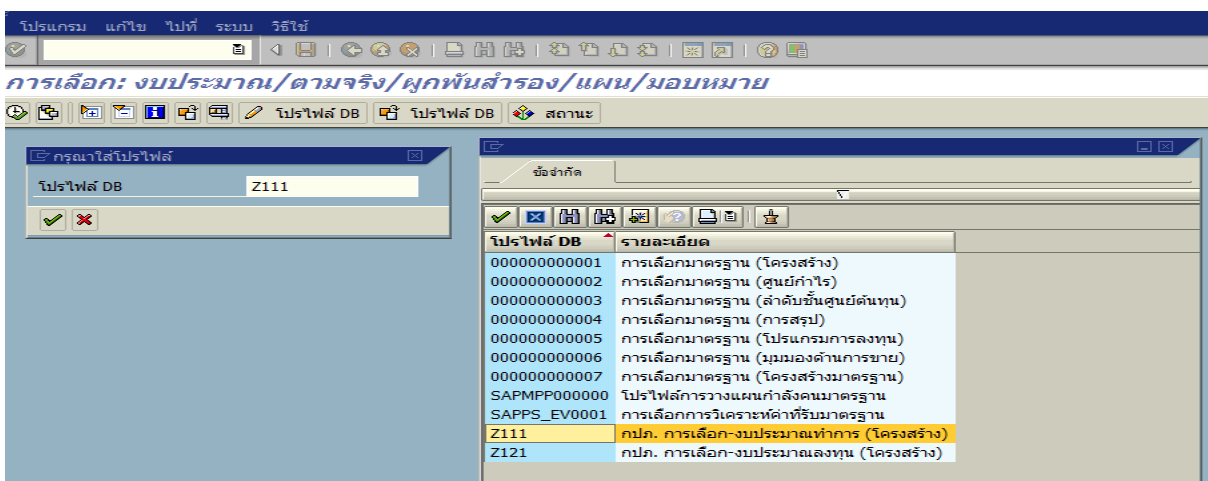 โปรแกรม แก้ไข ไปที่ ระบบ วิธีใช้
การเลือก: งบประมาณ/ตามจริง/ผูกพันสำรอง/แผน/มอบหมาย
โปรไฟล์ DB โปรไฟล์ DB สถานะ
กรุณาใส่โปรไฟล์
โปรไฟล์ DB Z111
ข้อจำกัด
โปรไฟล์ DB รายละเอียด
000000000001 การเลือกมาตรฐาน (โครงสร้าง)
000000000002 การเลือกมาตรฐาน (ศูนย์กำไร)
000000000003 การเลือกมาตรฐาน (ลำดับชั้นศูนย์ต้นทุน)
000000000004 การเลือกมาตรฐาน (การสรุป)
000000000005 การเลือกมาตรฐาน (โปรแกรมการลงทุน)
000000000006 การเลือกมาตรฐาน (มุมมองด้านการขาย)
000000000007 การเลือกมาตรฐาน (โครงสร้างมาตรฐาน)
SAPMPP000000 โปรไฟล์การวางแผนกำลังคนมาตรฐาน
SAPPS_EV0001 การเลือกการวิเคราะห์ค่าที่รับมาตรฐาน
Z111 กปภ. การเลือก-งบประมาณทำการ (โครงสร้าง)
Z121 กปภ. การเลือก-งบประมาณลงทุน (โครงสร้าง)